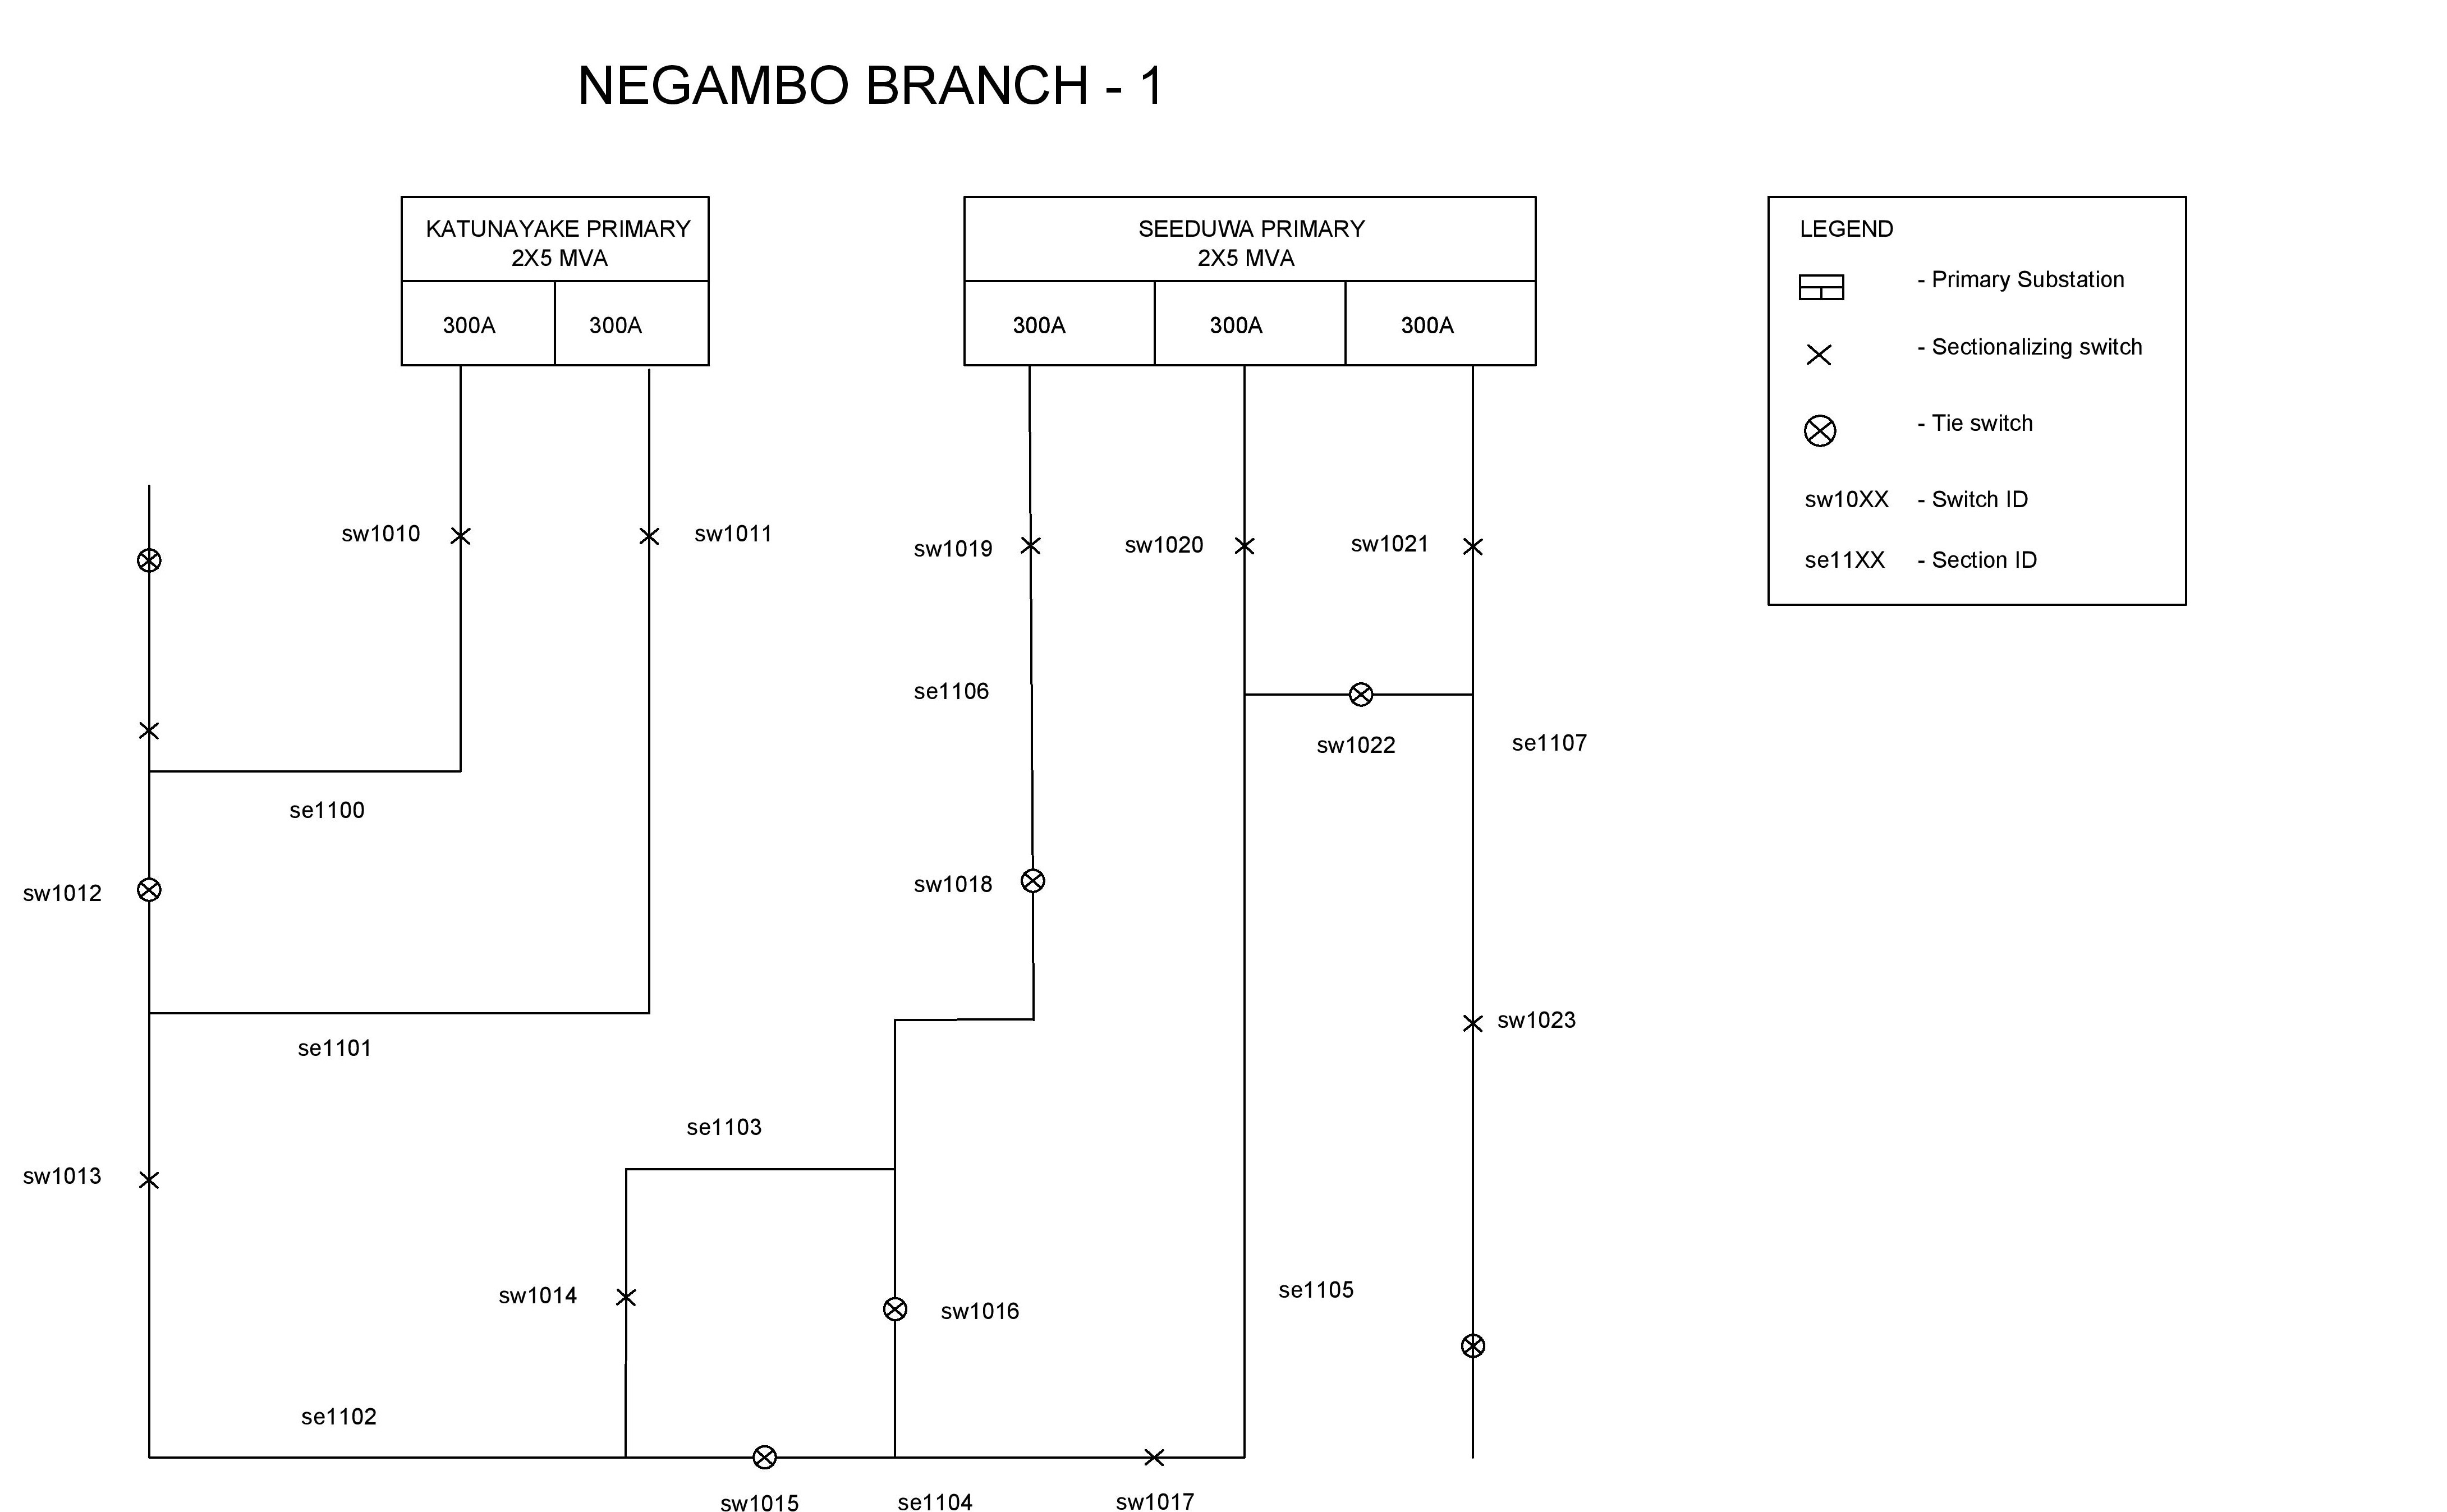 NEGAMBO BRANCH - 1
KATUNAYAKE PRIMARY
2X5 MVA
300A
300A
SEEDUWA PRIMARY
2X5 MVA
300A
300A
300A
LEGEND
- Primary Substation
- Sectionalizing switch
- Tie switch
sw10XX - Switch ID
se11XX - Section ID
sw1010
sw1011
sw1019
sw1020
sw1021
se1106
sw1022
se1107
se1100
sw1012
sw1018
sw1023
se1101
se1103
sw1013
sw1014
sw1016
se1105
se1102
sw1015
se1104
sw1017